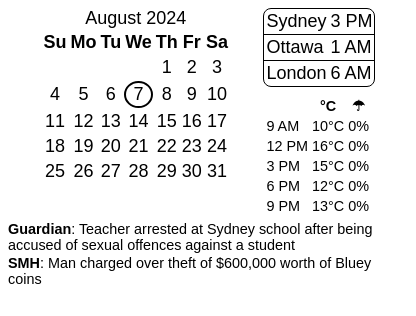 August 2024
Su Mo Tu We Th Fr Sa
1 2 3
4 5 6 7 8 9 10
11 12 13 14 15 16 17
18 19 20 21 22 23 24
25 26 27 28 29 30 31
Sydney 3 PM
Ottawa 1 AM
London 6 AM
°C ☂
9 AM 10°C 0%
12 PM 16°C 0%
3 PM 15°C 0%
6 PM 12°C 0%
9 PM 13°C 0%
Guardian: Teacher arrested at Sydney school after being
accused of sexual offences against a student
SMH: Man charged over theft of $600,000 worth of Bluey
coins